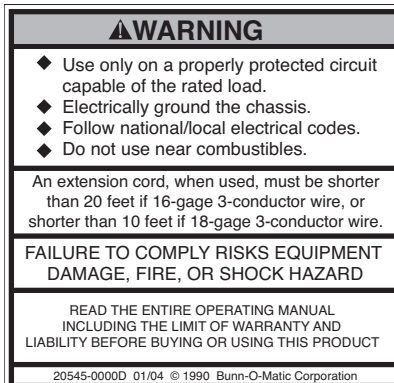 WARNING
Use only on a properly protected circuit
capable of the rated load.
Electrically ground the chassis.
Follow national/local electrical codes.
Do not use near combustibles.
An extension cord, when used, must be shorter
than 20 feet if 16-gage 3-conductor wire, or
shorter than 10 feet if 18-gage 3-conductor wire.
FAILURE TO COMPLY RISKS EQUIPMENT
DAMAGE, FIRE, OR SHOCK HAZARD
READ THE ENTIRE OPERATING MANUAL
INCLUDING THE LIMIT OF WARRANTY AND
LIABILITY BEFORE BUYING OR USING THIS PRODUCT
20545-0000D 01/04 © 1990 Bunn-O-Matic Corporation